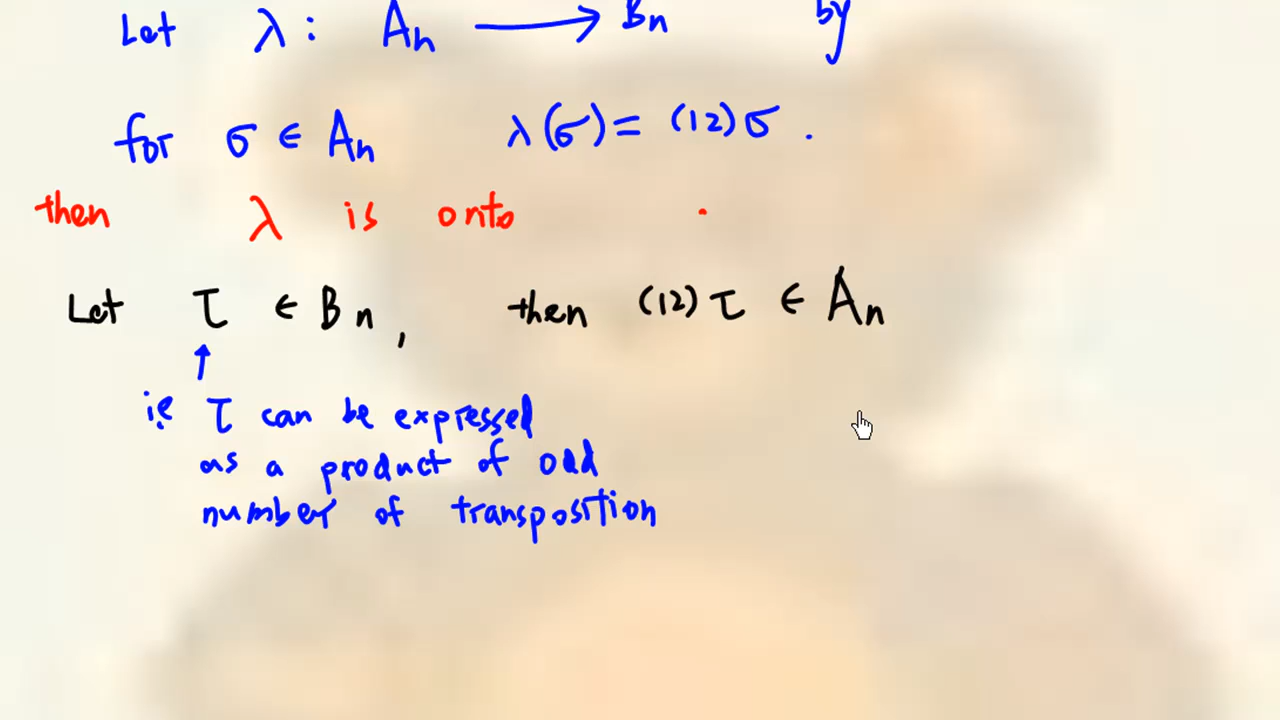 Let λ: Aₙ ⟶ Bₙ by
for σ ∈ Aₙ λ(σ) = (12)σ .
then λ is onto .
Let τ ∈ Bₙ, then (12)τ ∈ Aₙ
↑
i.e τ can be expressed
as a product of odd
number of transposition